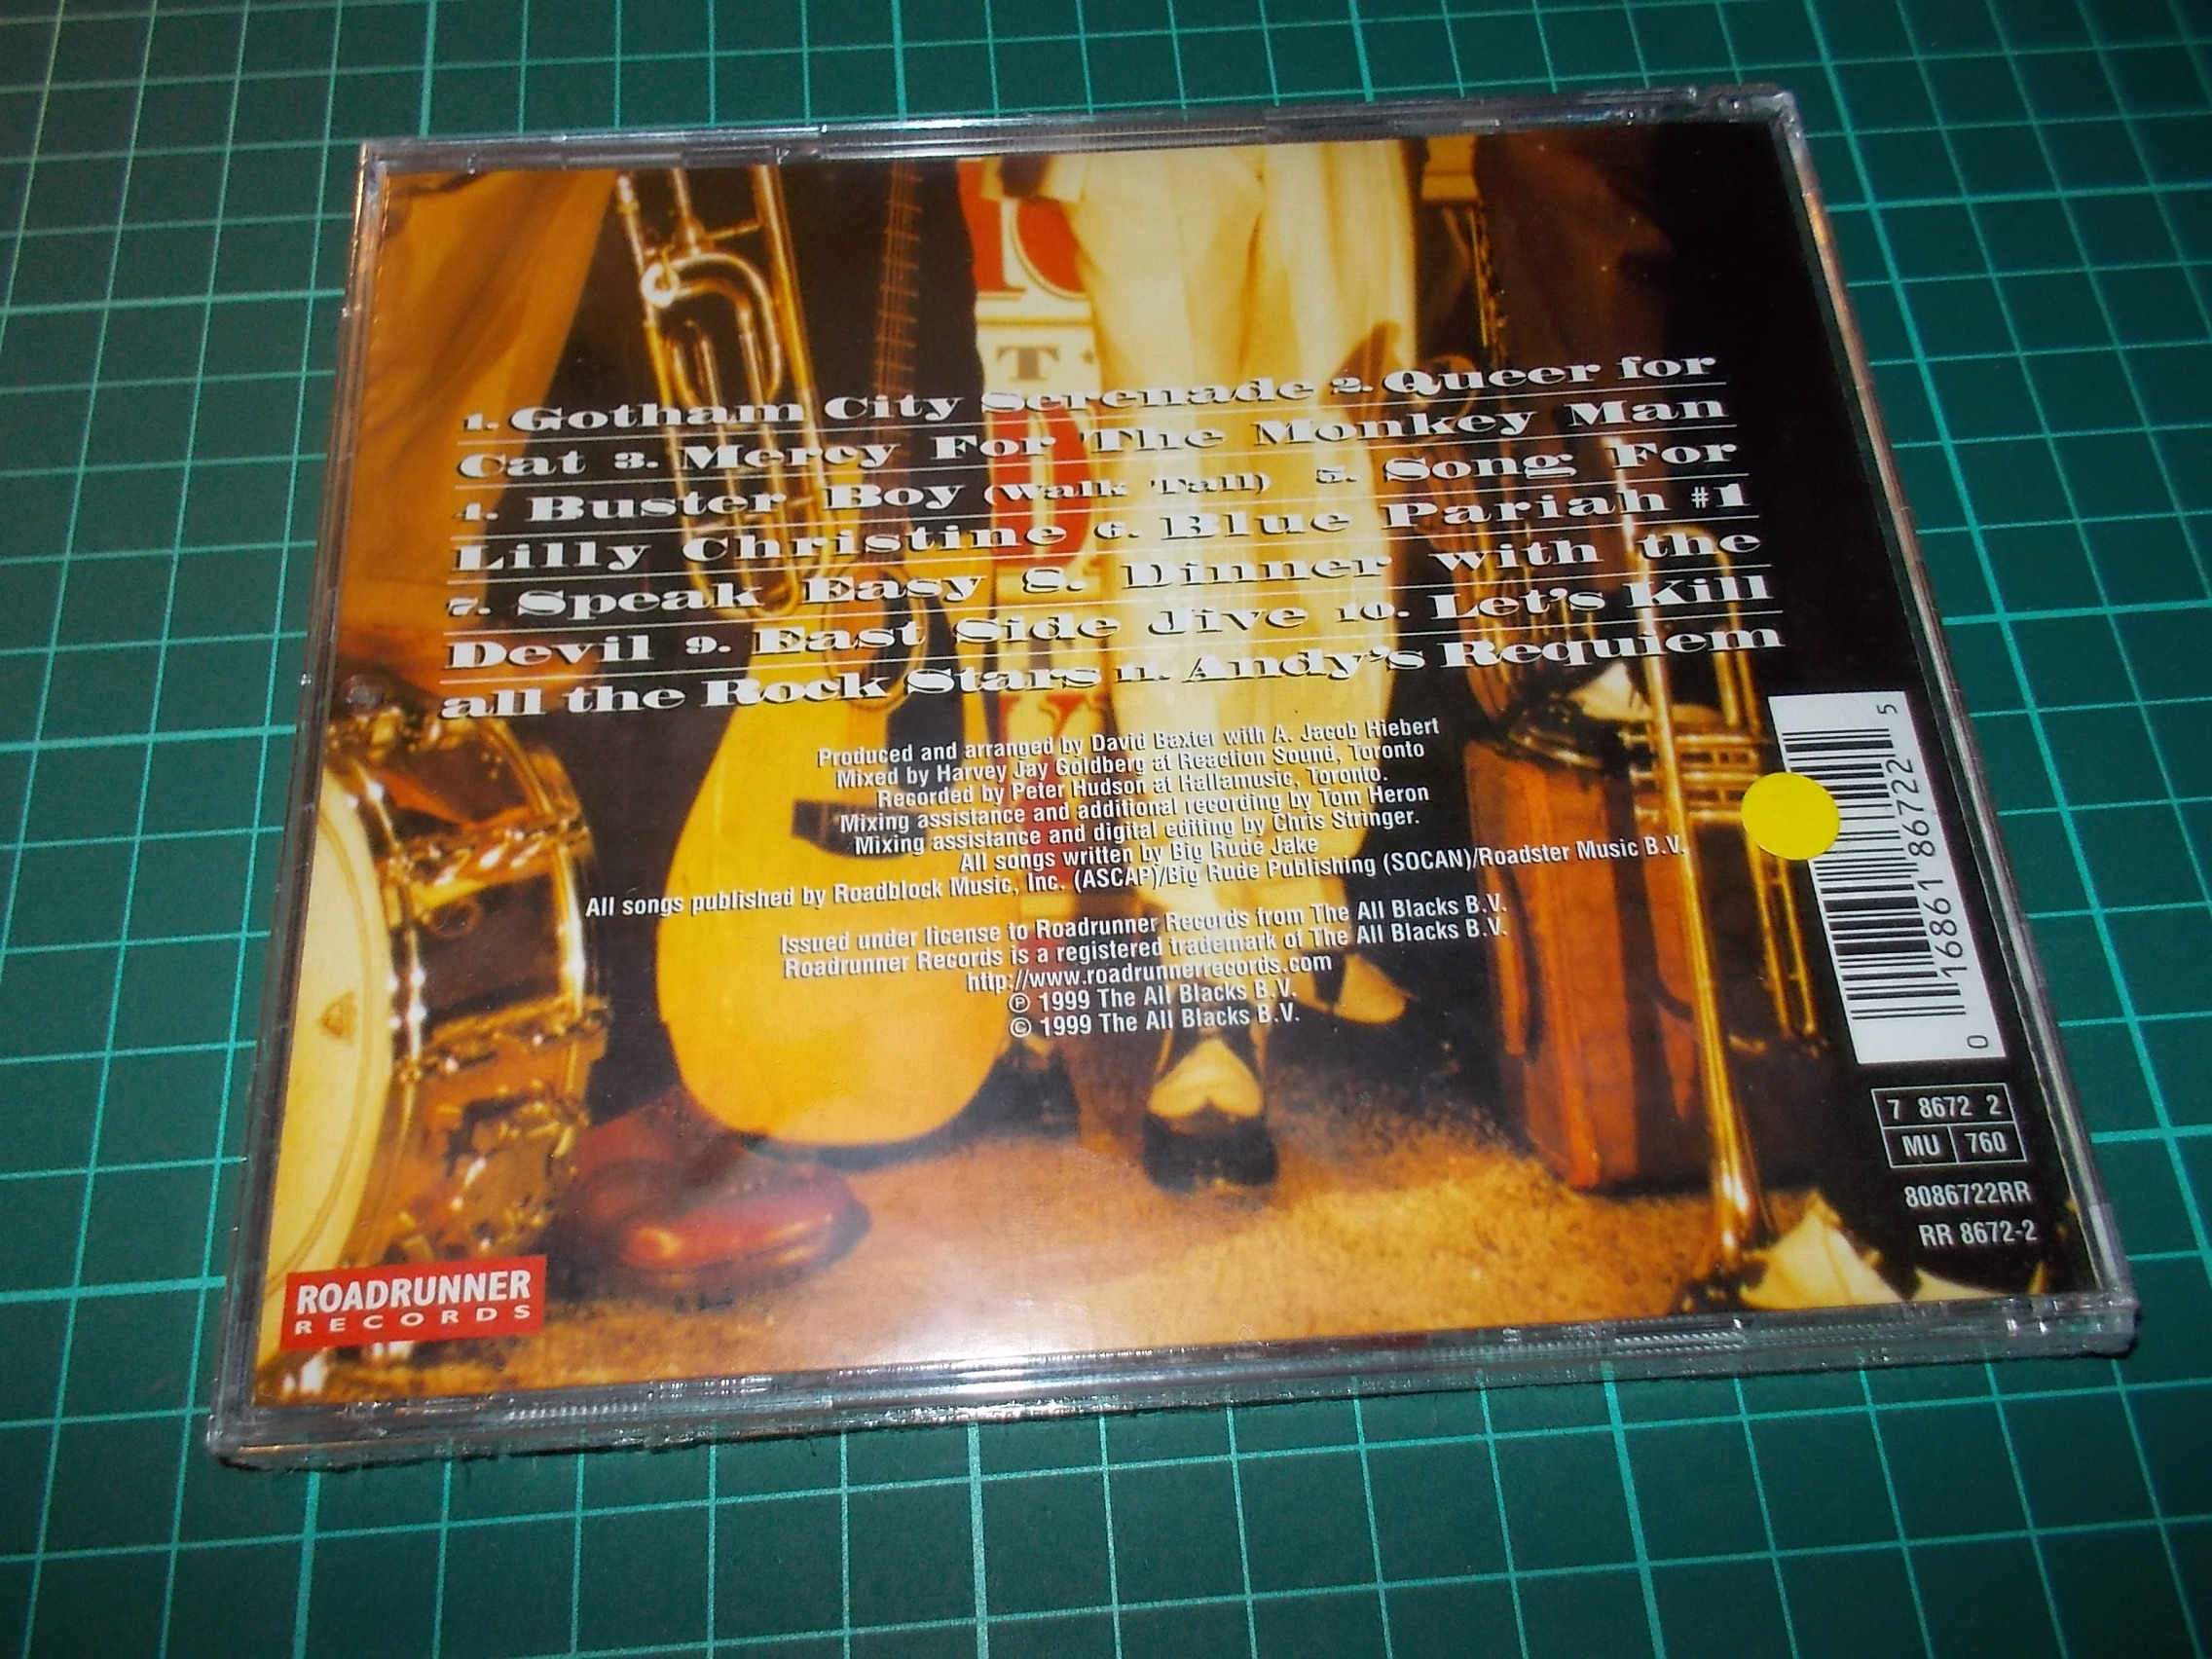 1. Gotham City Serenade 2. Queer for
Cat 3. Mercy For The Monkey Man
4. Buster Boy (Walk Tall) 5. Song For
Lilly Christine 6. Blue Pariah #1
7. Speak Easy 8. Dinner with the
Devil 9. East Side Jive 10. Let's Kill
all the Rock Stars 11. Andy's Requiem
Produced and arranged by David Baxter with A. Jacob Hiebert
Mixed by Harvey Jay Goldberg at Reaction Sound, Toronto
Recorded by Peter Hudson at Hallamusic, Toronto.
Mixing assistance and additional recording by Tom Heron
Mixing assistance and digital editing by Chris Stringer.
All songs written by Big Rude Jake
All songs published by Roadblock Music, Inc. (ASCAP)/Big Rude Publishing (SOCAN)/Roadster Music B.V.
Issued under license to Roadrunner Records from The All Blacks B.V.
Roadrunner Records is a registered trademark of The All Blacks B.V.
http://www.roadrunnerrecords.com
℗ 1999 The All Blacks B.V.
© 1999 The All Blacks B.V.
0 16861 86722 5
7 8672 2
MU 760
8086722RR
RR 8672-2
ROADRUNNER
RECORDS